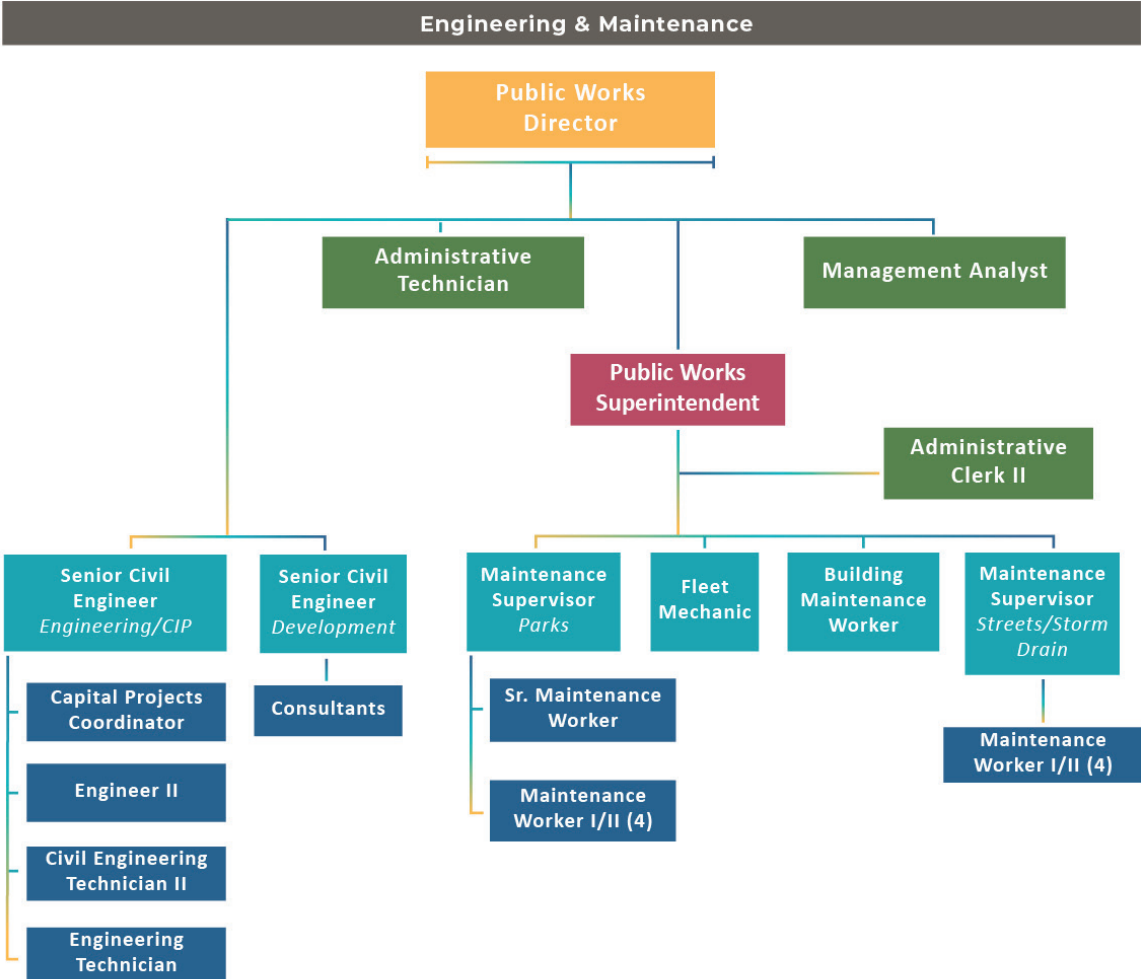 Engineering & Maintenance
Public Works
Director
Administrative
Technician
Management Analyst
Public Works
Superintendent
Administrative
Clerk II
Senior Civil
Engineer
Engineering/CIP
Senior Civil
Engineer
Development
Maintenance
Supervisor
Parks
Fleet
Mechanic
Building
Maintenance
Worker
Maintenance
Supervisor
Streets/Storm
Drain
Capital Projects
Coordinator
Engineer II
Civil Engineering
Technician II
Engineering
Technician
Consultants
Sr. Maintenance
Worker
Maintenance
Worker I/II (4)
Maintenance
Worker I/II (4)